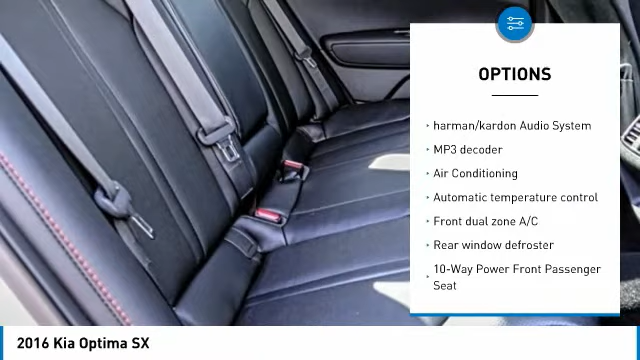 OPTIONS
harman/kardon Audio System
MP3 decoder
Air Conditioning
Automatic temperature control
Front dual zone A/C
Rear window defroster
10-Way Power Front Passenger
Seat
2016 Kia Optima SX